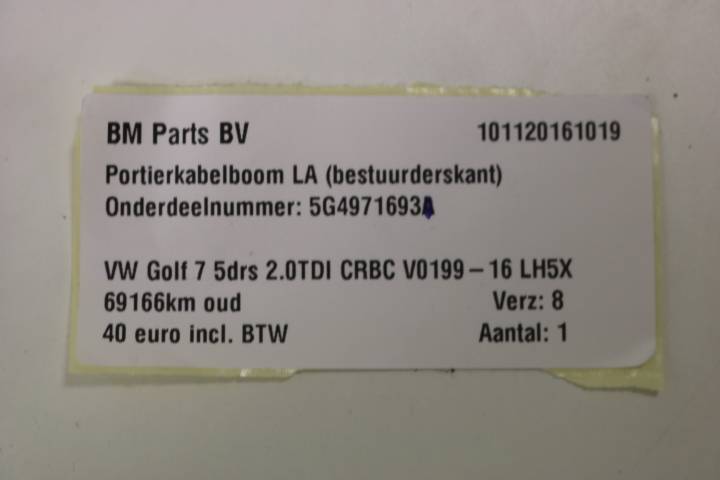 BM Parts BV 101120161019
Portierkabelboom LA (bestuurderskant)
Onderdeelnummer: 5G4971693A
VW Golf 7 5drs 2.0TDI CRBC V0199 – 16 LH5X
69166km oud Verz: 8
40 euro incl. BTW Aantal: 1